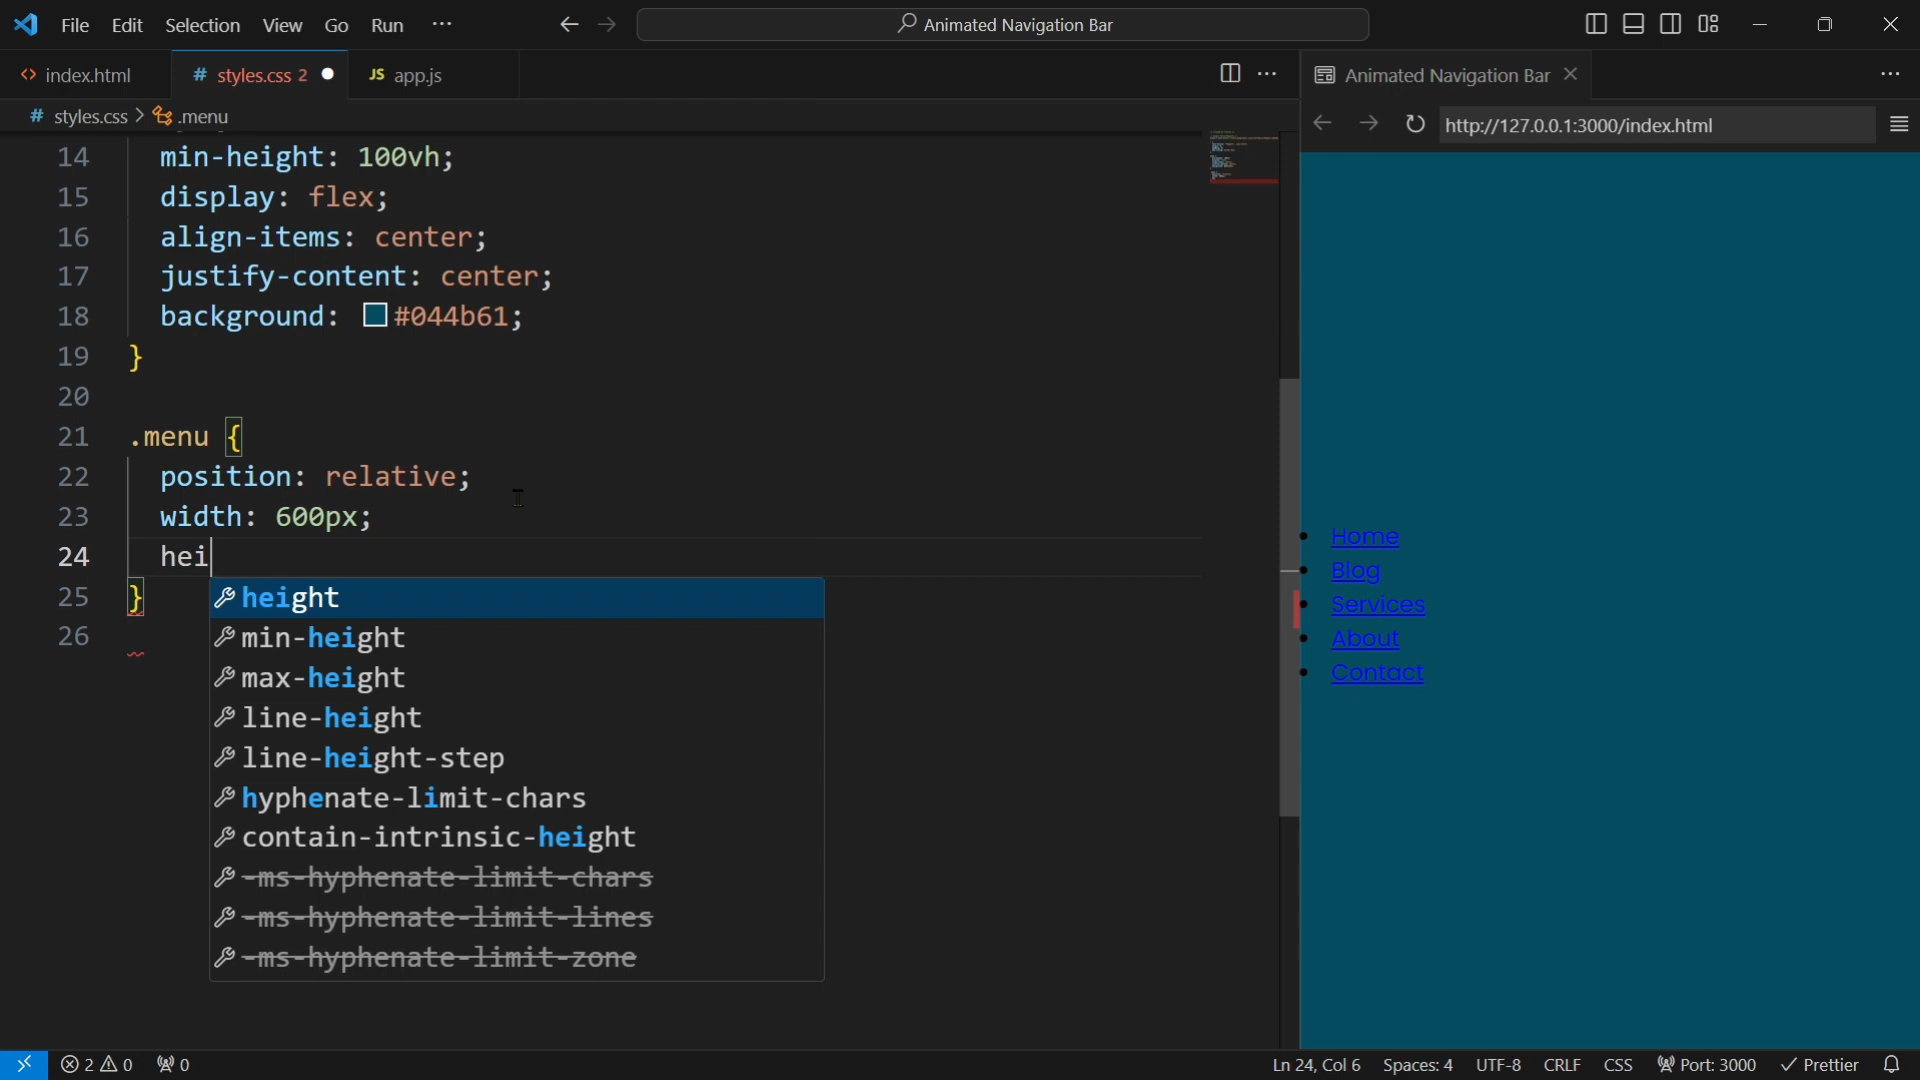 File Edit Selection View Go Run ··· Animated Navigation Bar
index.html # styles.css 2 JS app.js ··· Animated Navigation Bar ···
# styles.css > .menu http://127.0.0.1:3000/index.html
14 min-height: 100vh;
15 display: flex;
16 align-items: center;
17 justify-content: center;
18 background: #044b61;
19 }
20
21 .menu {
22 position: relative;
23 width: 600px;
24 hei
25 }
26
height
min-height
max-height
line-height
line-height-step
hyphenate-limit-chars
contain-intrinsic-height
-ms-hyphenate-limit-chars
-ms-hyphenate-limit-lines
-ms-hyphenate-limit-zone
Home
Blog
Services
About
Contact
2 0 0 Ln 24, Col 6 Spaces: 4 UTF-8 CRLF CSS Port: 3000 Prettier